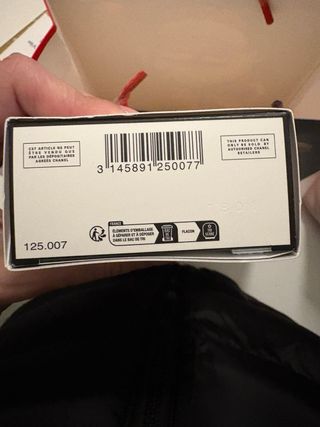 CET ARTICLE NE PEUT
ÊTRE VENDU QUE
PAR LES DÉPOSITAIRES
AGRÉÉS CHANEL
THIS PRODUCT CAN
ONLY BE SOLD BY
AUTHORISED CHANEL
RETAILERS
3 145891 250077
125.007
FRANCE
ÉLÉMENTS D'EMBALLAGE
À SÉPARER ET À DÉPOSER
DANS LE BAC DE TRI
FLACON